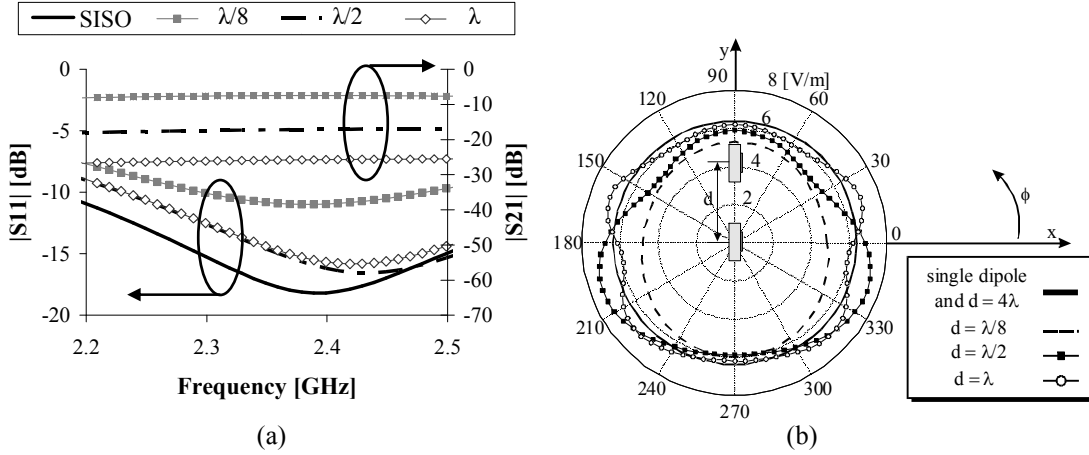 SISO λ/8 λ/2 λ
0 0
-5 -10
-10 -20
-15 -30
-20 -40
-50
-60
-70
|S11| (dB)
|S21| (dB)
2.2 2.3 2.4 2.5
Frequency [GHz]
(a)
y
90 8 [V/m]
120 60
6
150 30
4
d
2
180 0 x
ϕ
210 330
240 300
270
single dipole
and d = 4λ
d = λ/8
d = λ/2
d = λ
(b)